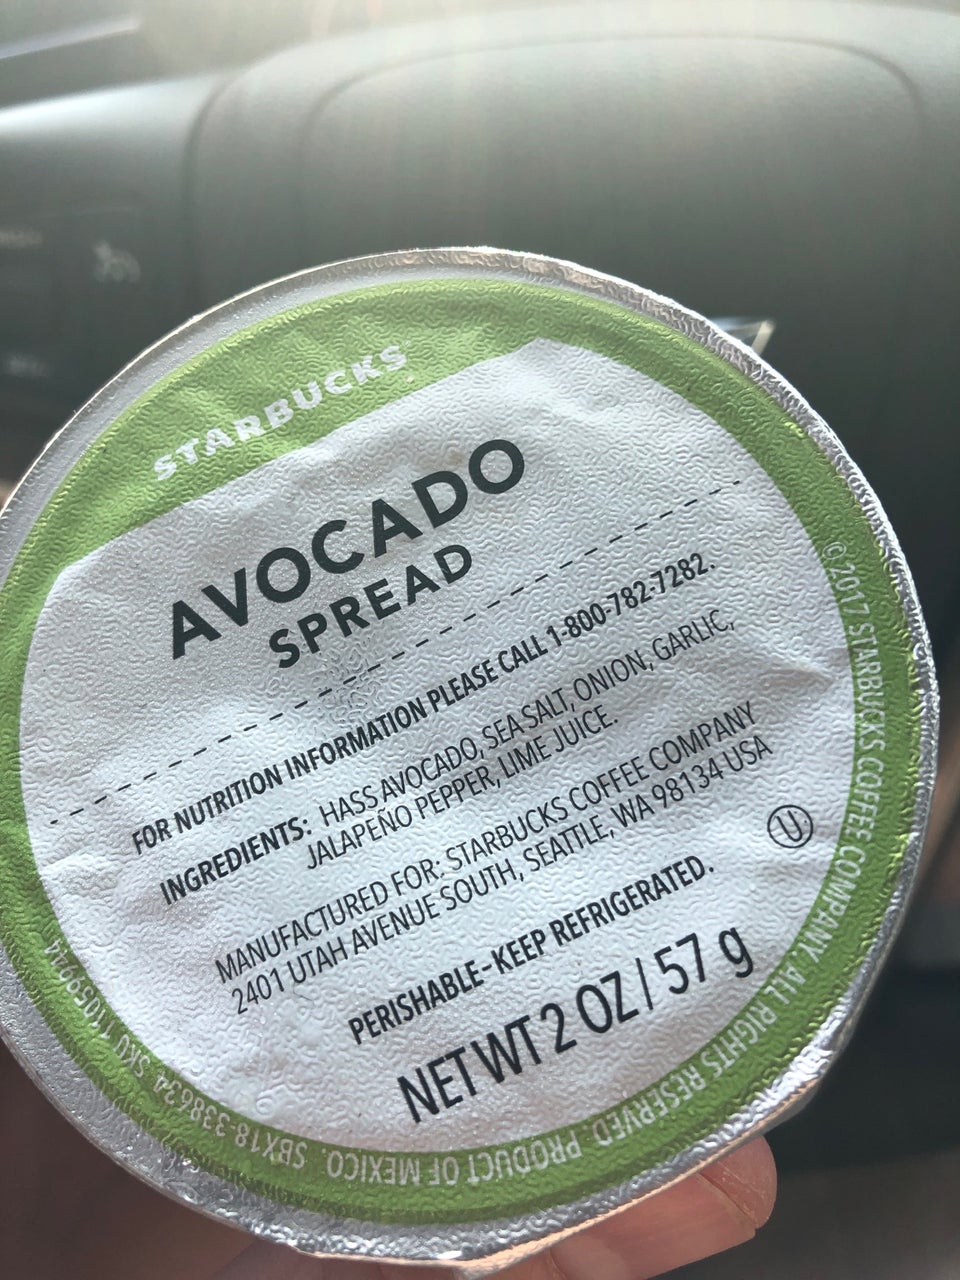 STARBUCKS
AVOCADO
SPREAD
FOR NUTRITION INFORMATION PLEASE CALL 1-800-782-7282.
INGREDIENTS: HASS AVOCADO, SEA SALT, ONION, GARLIC,
JALAPEÑO PEPPER, LIME JUICE.
MANUFACTURED FOR: STARBUCKS COFFEE COMPANY
2401 UTAH AVENUE SOUTH, SEATTLE, WA 98134 USA
U
PERISHABLE-KEEP REFRIGERATED.
NET WT 2 OZ / 57 g
© 2017 STARBUCKS COFFEE COMPANY. ALL RIGHTS RESERVED. PRODUCT OF MEXICO. SBX18-338634 SKU 11059644